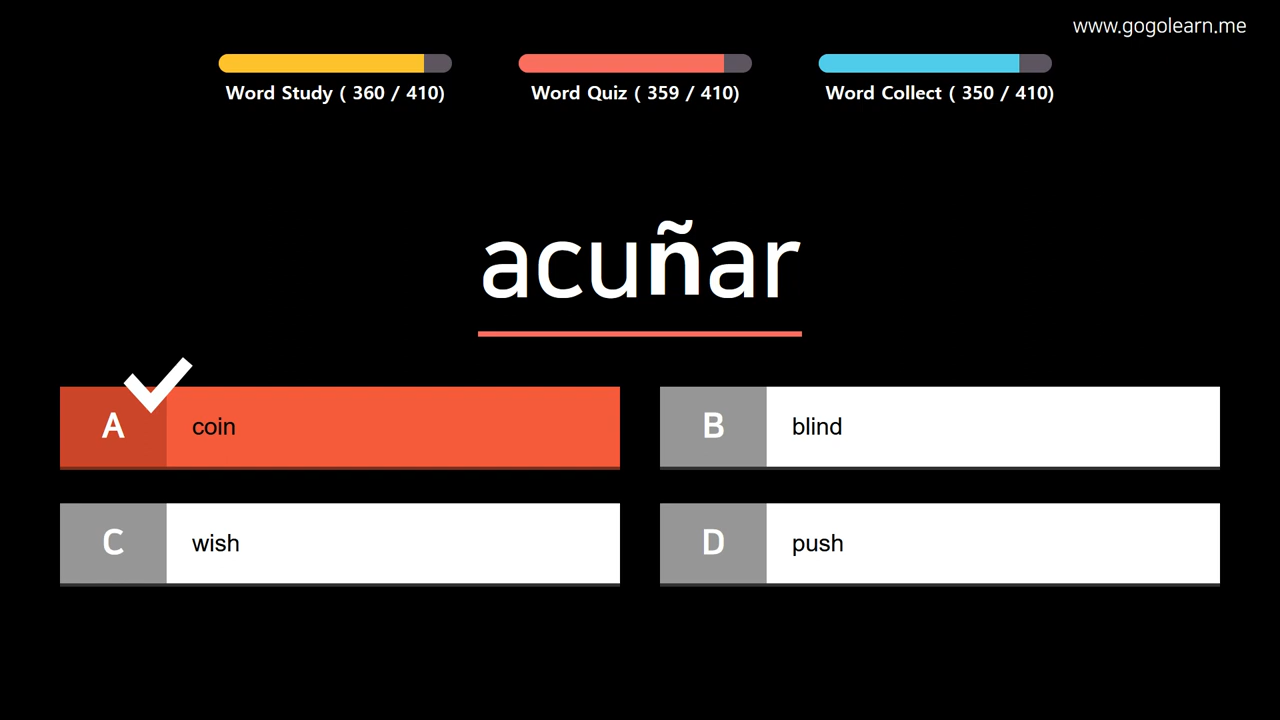 www.gogolearn.me
Word Study ( 360 / 410)
Word Quiz ( 359 / 410)
Word Collect ( 350 / 410)
acuñar
A coin
B blind
C wish
D push